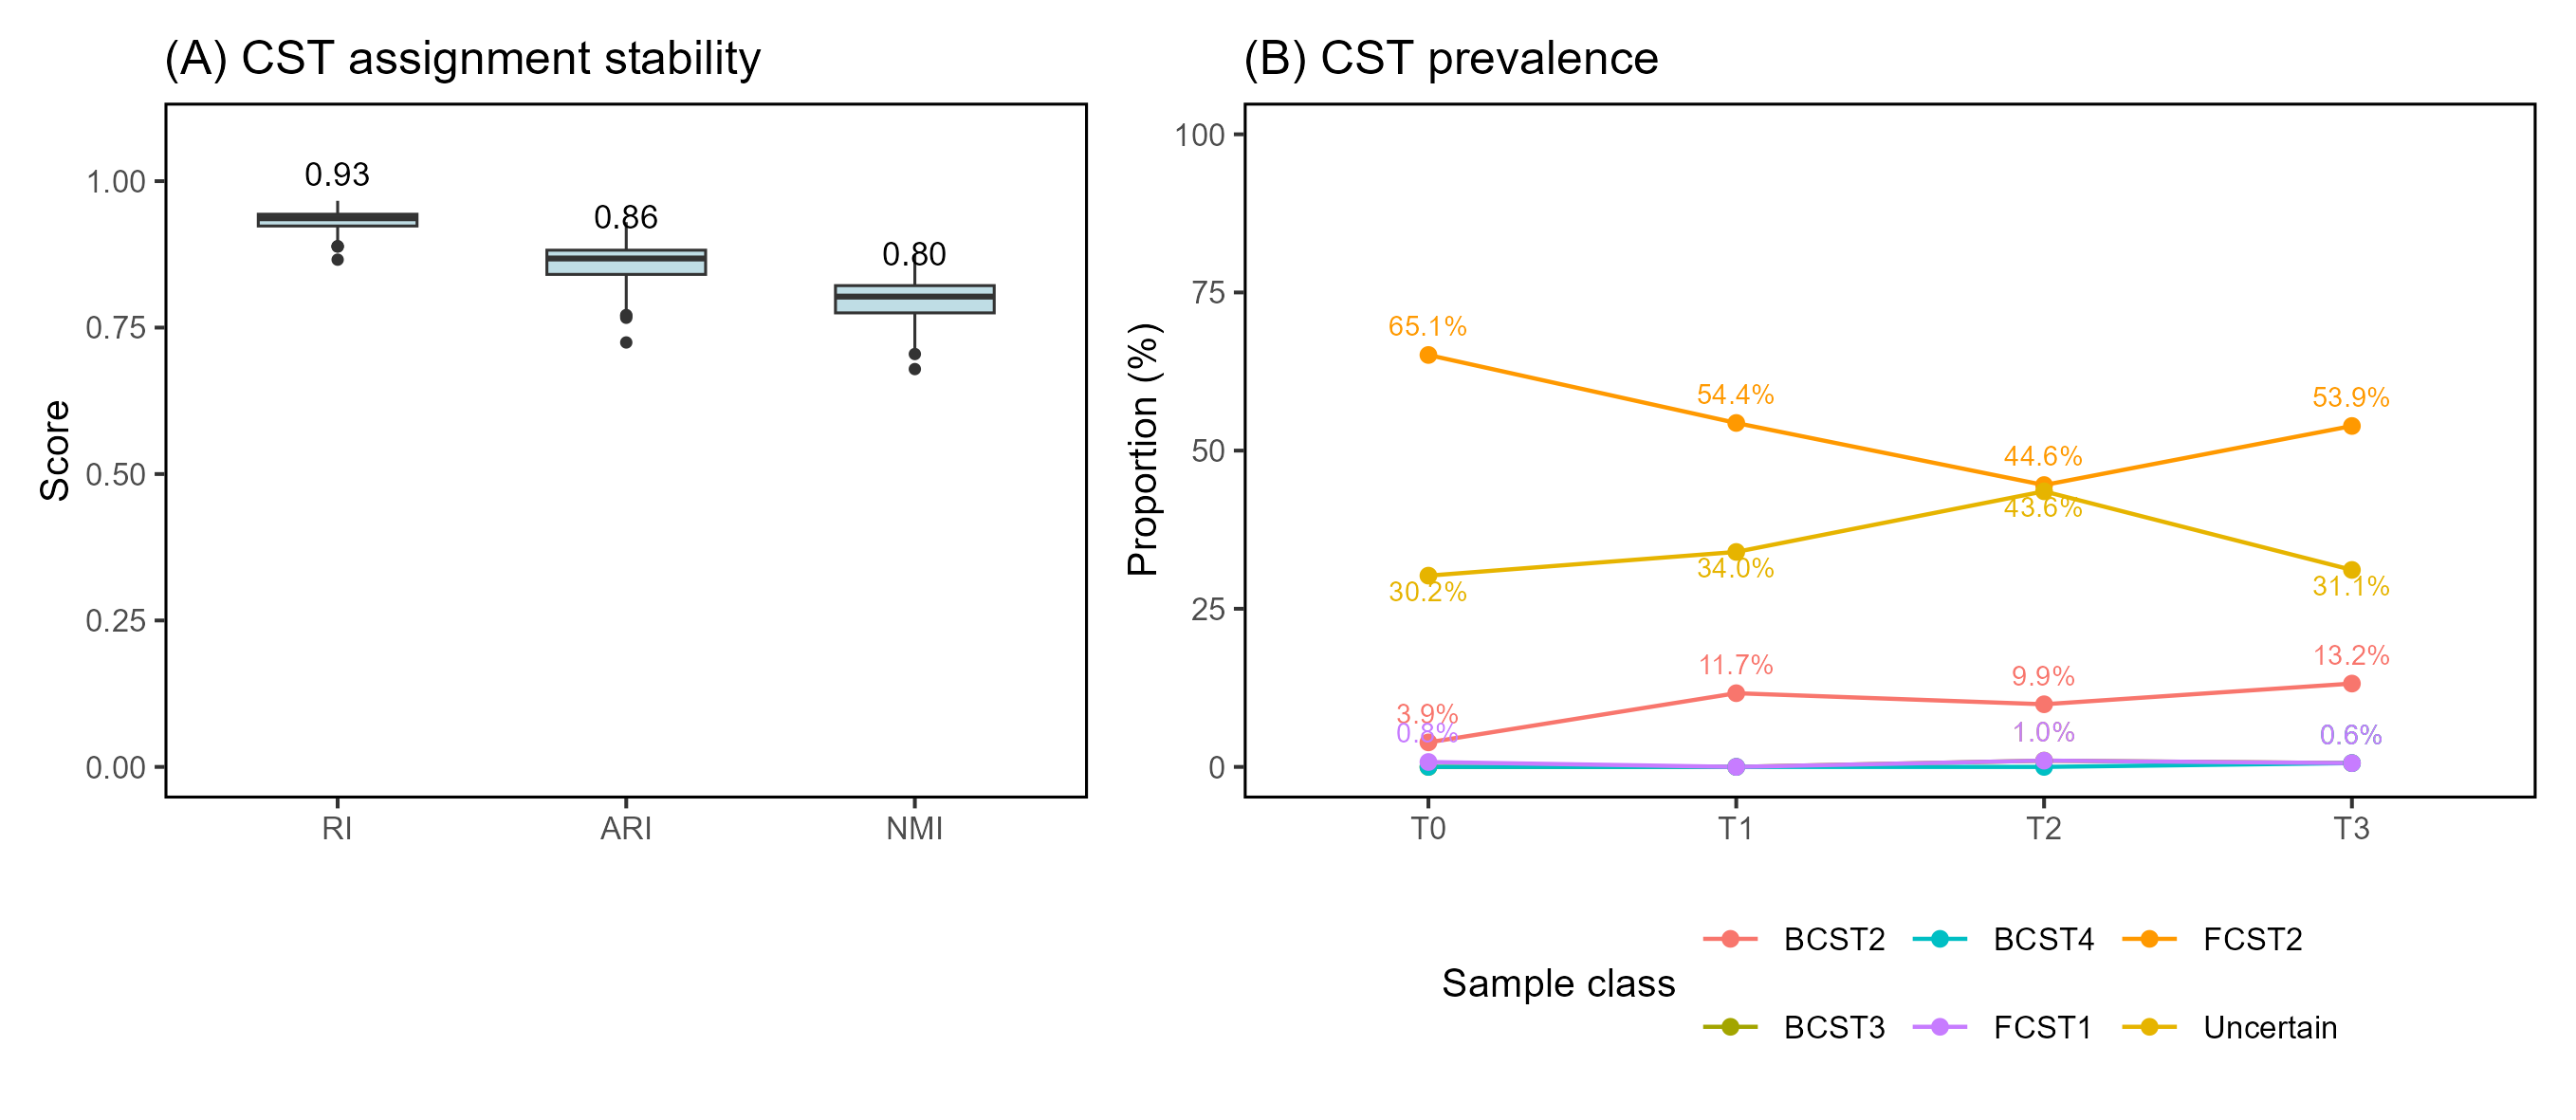 (A) CST assignment stability
Score
1.00
0.75
0.50
0.25
0.00
0.93
0.86
0.80
RI ARI NMI
(B) CST prevalence
Proportion (%)
100
75
50
25
0
65.1% 54.4% 44.6% 53.9%
30.2% 34.0% 43.6% 31.1%
3.9% 11.7% 9.9% 13.2%
0.8% 1.0% 0.6%
T0 T1 T2 T3
Sample class
BCST2 BCST4 FCST2
BCST3 FCST1 Uncertain